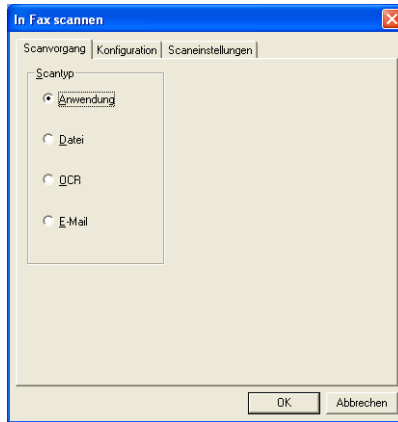 In Fax scannen
Scanvorgang Konfiguration Scaneinstellungen
Scantyp
Anwendung
Datei
OCR
E-Mail
OK Abbrechen